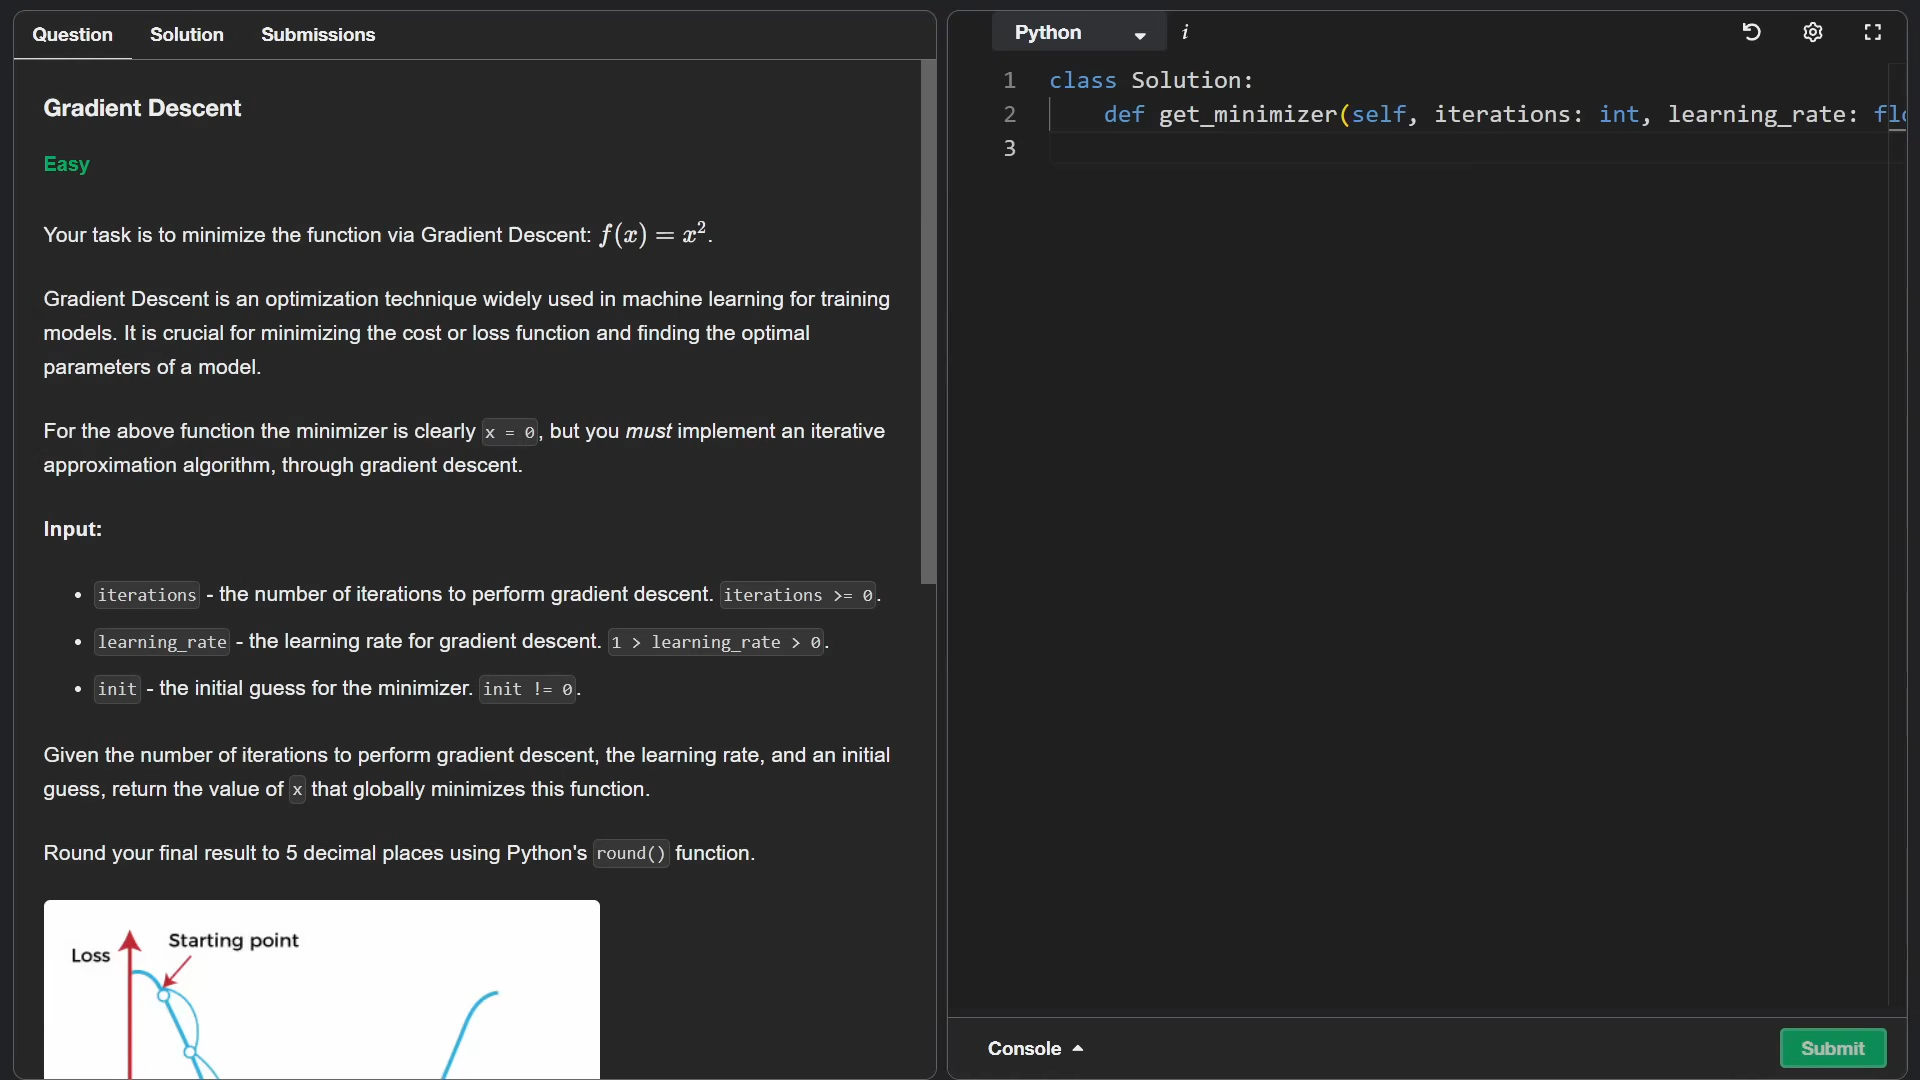 Question Solution Submissions
Gradient Descent
Easy
Your task is to minimize the function via Gradient Descent: f(x) = x².
Gradient Descent is an optimization technique widely used in machine learning for training
models. It is crucial for minimizing the cost or loss function and finding the optimal
parameters of a model.
For the above function the minimizer is clearly x = 0, but you must implement an iterative
approximation algorithm, through gradient descent.
Input:
• iterations - the number of iterations to perform gradient descent. iterations >= 0.
• learning_rate - the learning rate for gradient descent. 1 > learning_rate > 0.
• init - the initial guess for the minimizer. init != 0.
Given the number of iterations to perform gradient descent, the learning rate, and an initial
guess, return the value of x that globally minimizes this function.
Round your final result to 5 decimal places using Python's round() function.
Loss
Starting point
Python i
1 class Solution:
2 def get_minimizer(self, iterations: int, learning_rate: flo
3
Console
Submit